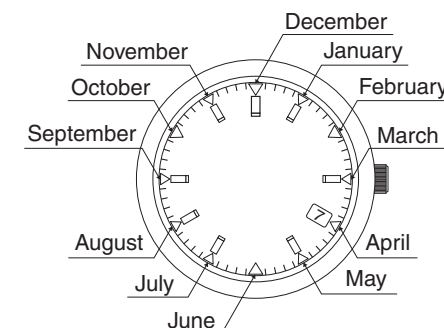 December
November
January
October
February
September
March
7
August
April
July
May
June